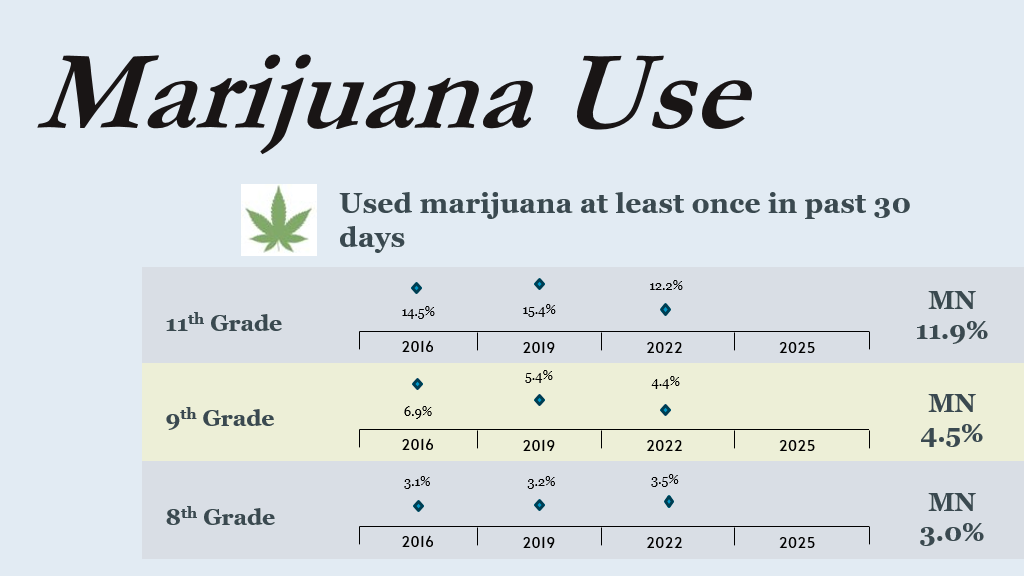 Marijuana Use
Used marijuana at least once in past 30
days
11th Grade
14.5%
15.4%
12.2%
2016
2019
2022
2025
MN
11.9%
9th Grade
6.9%
5.4%
4.4%
2016
2019
2022
2025
MN
4.5%
8th Grade
3.1%
3.2%
3.5%
2016
2019
2022
2025
MN
3.0%